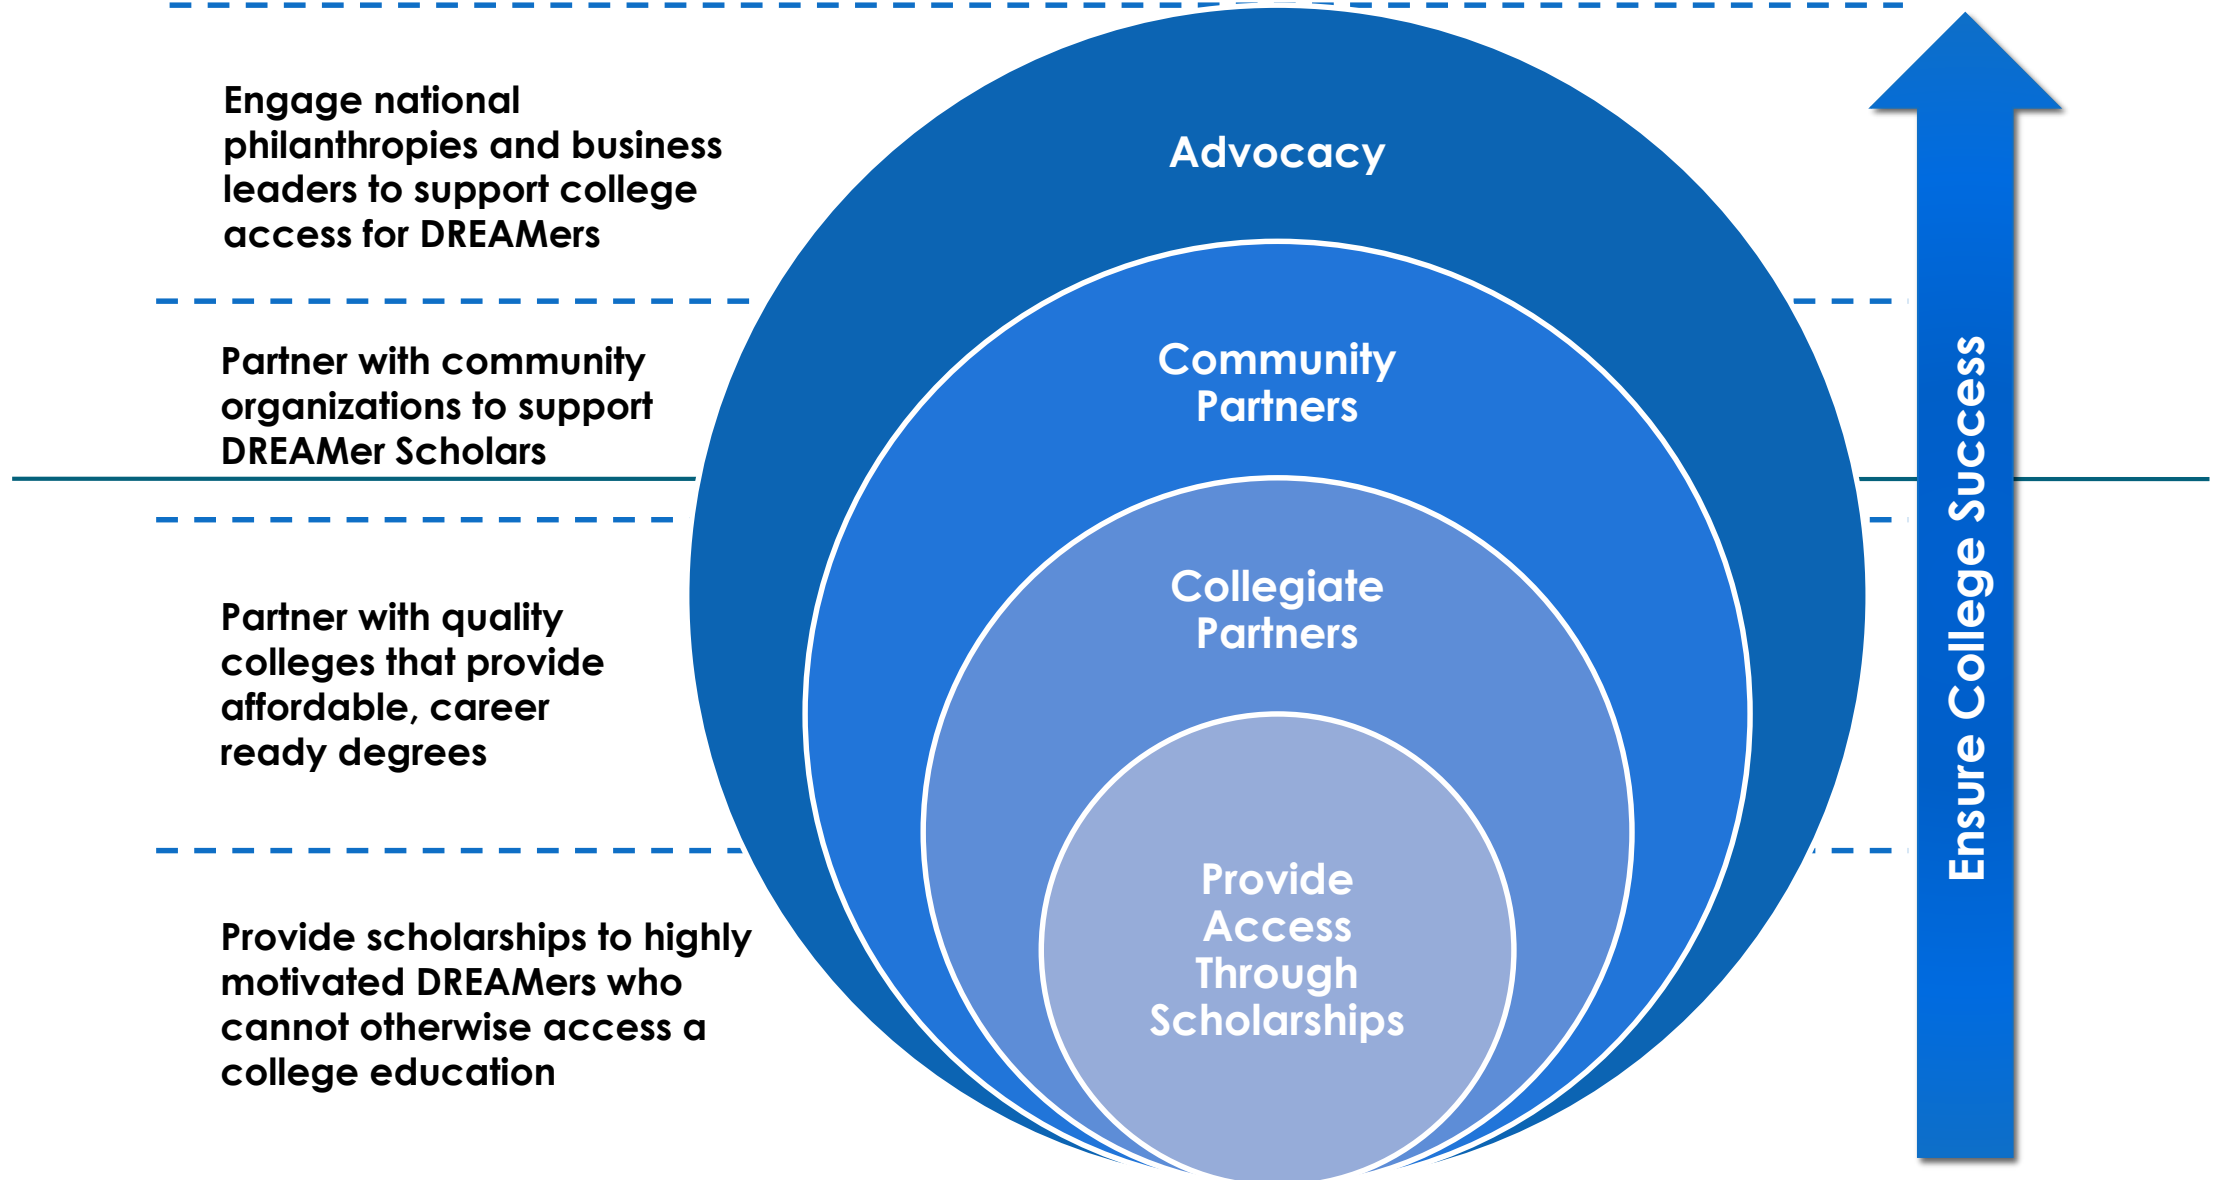 Engage national
philanthropies and business
leaders to support college
access for DREAMers
Advocacy
Partner with community
organizations to support
DREAMer Scholars
Community
Partners
Partner with quality
colleges that provide
affordable, career
ready degrees
Collegiate
Partners
Provide scholarships to highly
motivated DREAMers who
cannot otherwise access a
college education
Provide
Access
Through
Scholarships
Ensure College Success